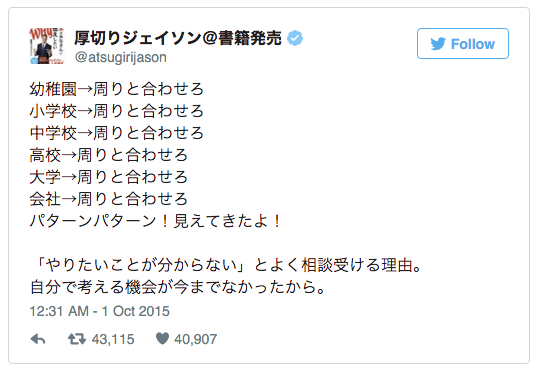 厚切りジェイソン@書籍発売
Follow
@atsugirijason
幼稚園→周りと合わせろ
小学校→周りと合わせろ
中学校→周りと合わせろ
高校→周りと合わせろ
大学→周りと合わせろ
会社→周りと合わせろ
パターンパターン！見えてきたよ！
「やりたいことが分からない」とよく相談受ける理由。
自分で考える機会が今までなかったから。
12:31 AM - 1 Oct 2015
43,115 40,907